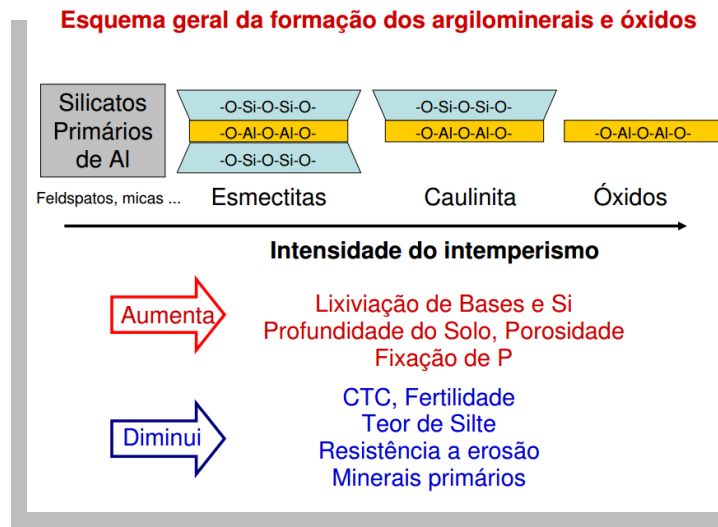 Esquema geral da formação dos argilominerais e óxidos
Silicatos
Primários
de Al
-O-Si-O-Si-O-
-O-Al-O-Al-O-
-O-Si-O-Si-O-
-O-Si-O-Si-O-
-O-Al-O-Al-O-
-O-Al-O-Al-O-
Feldspatos, micas ...
Esmectitas
Caulinita
Óxidos
Intensidade do intemperismo
Aumenta
Lixiviação de Bases e Si
Profundidade do Solo, Porosidade
Fixação de P
Diminui
CTC, Fertilidade
Teor de Silte
Resistência a erosão
Minerais primários